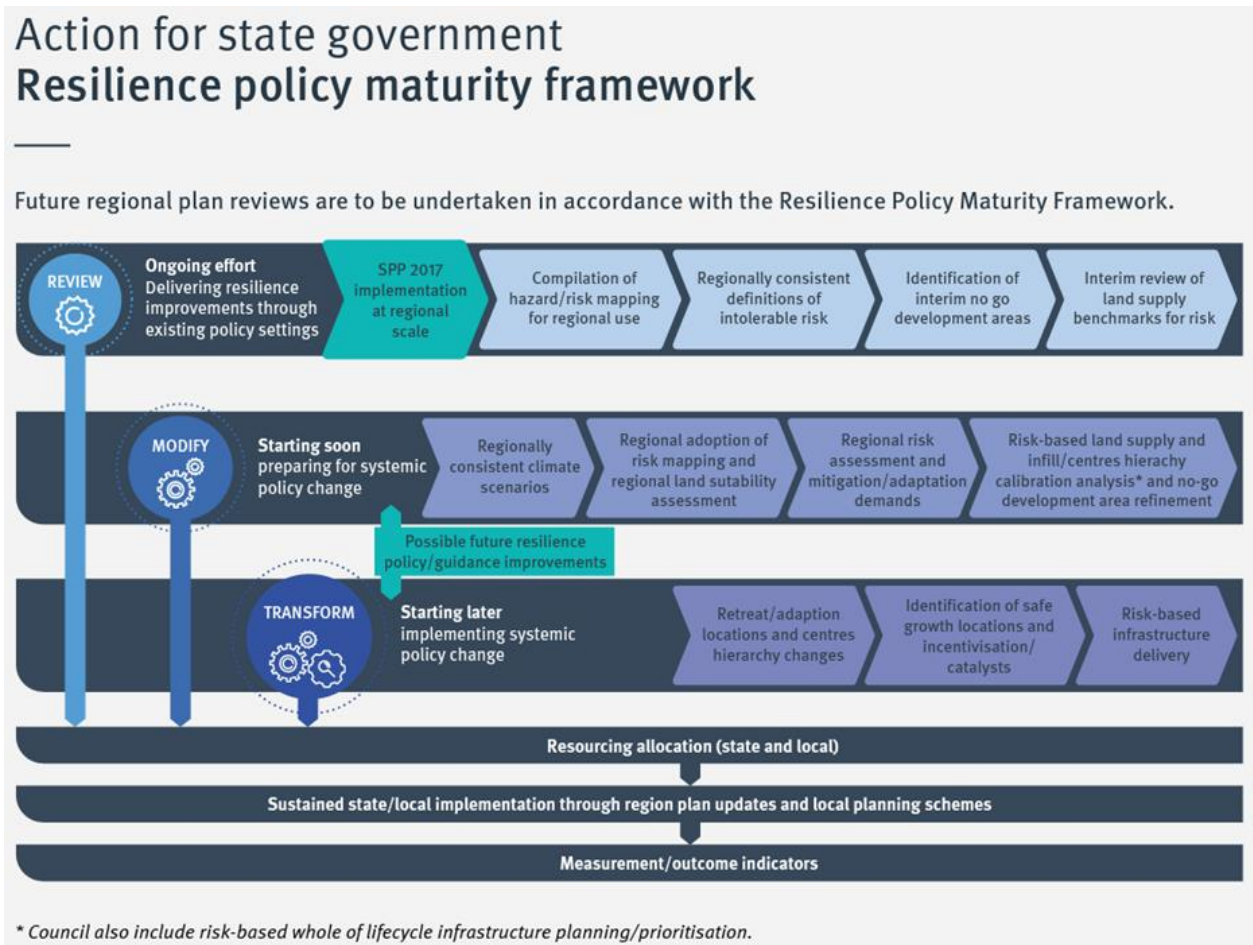 Action for state government
Resilience policy maturity framework
Future regional plan reviews are to be undertaken in accordance with the Resilience Policy Maturity Framework.
REVIEW
Ongoing effort
Delivering resilience
improvements through
existing policy settings
SPP 2017
implementation
at regional
scale
Compilation of
hazard/risk mapping
for regional use
Regionally consistent
definitions of
intolerable risk
Identification of
interim no go
development areas
Interim review of
land supply
benchmarks for risk
MODIFY
Starting soon
preparing for systemic
policy change
Regionally
consistent climate
scenarios
Regional adoption of
risk mapping and
regional land sutability
assessment
Regional risk
assessment and
mitigation/adaptation
demands
Risk-based land supply and
infill/centres hierachy
calibration analysis* and no-go
development area refinement
Possible future resilience
policy/guidance improvements
TRANSFORM
Starting later
implementing systemic
policy change
Retreat/adaption
locations and centres
hierarchy changes
Identification of safe
growth locations and
incentivisation/
catalysts
Risk-based
infrastructure
delivery
Resourcing allocation (state and local)
Sustained state/local implementation through region plan updates and local planning schemes
Measurement/outcome indicators
* Council also include risk-based whole of lifecycle infrastructure planning/prioritisation.